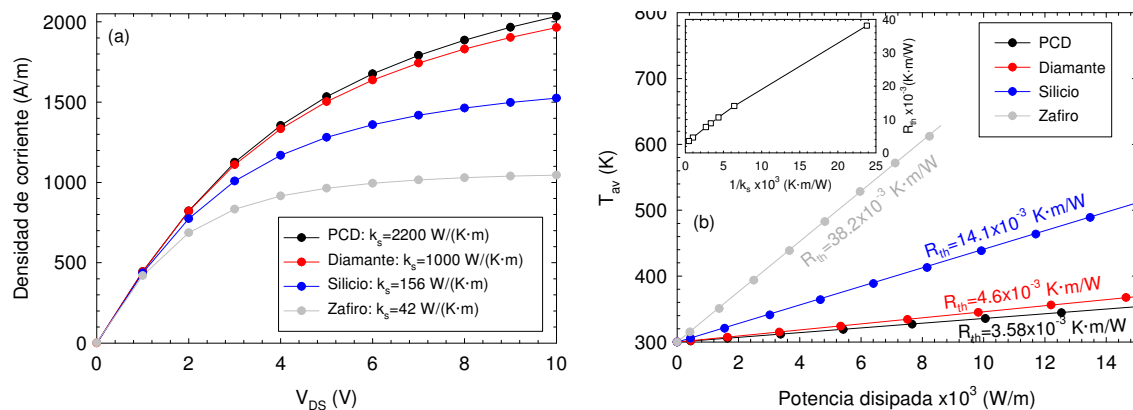 (a)
Densidad de corriente (A/m)
2000
1500
1000
500
0
0 2 4 6 8 10
V_DS (V)
PCD: k_s=2200 W/(K·m)
Diamante: k_s=1000 W/(K·m)
Silicio: k_s=156 W/(K·m)
Zafiro: k_s=42 W/(K·m)
(b)
T_av (K)
800
700
600
500
400
300
0 2 4 6 8 10 12 14
Potencia disipada x10^3 (W/m)
PCD
Diamante
Silicio
Zafiro
R_th=38.2x10^-3 K·m/W
R_th=14.1x10^-3 K·m/W
R_th=4.6x10^-3 K·m/W
R_th=3.58x10^-3 K·m/W
40
30
20
10
0
R_th x10^-3(K·m/W)
0 5 10 15 20 25
1/k_s x10^3 (K·m/W)